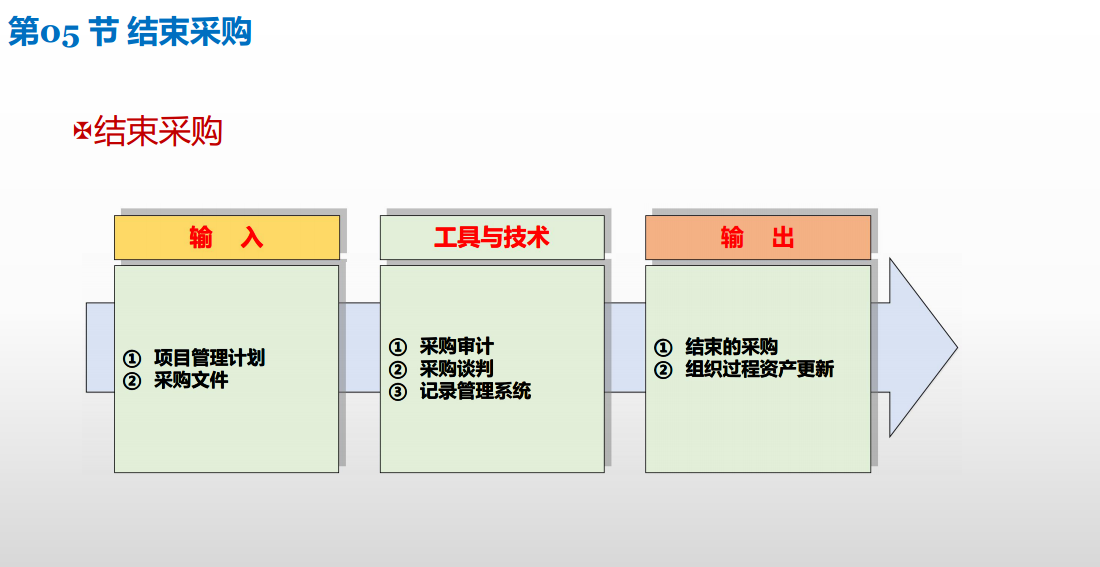 第05 节 结束采购
✠结束采购
输 入
① 项目管理计划
② 采购文件
工具与技术
① 采购审计
② 采购谈判
③ 记录管理系统
输 出
① 结束的采购
② 组织过程资产更新